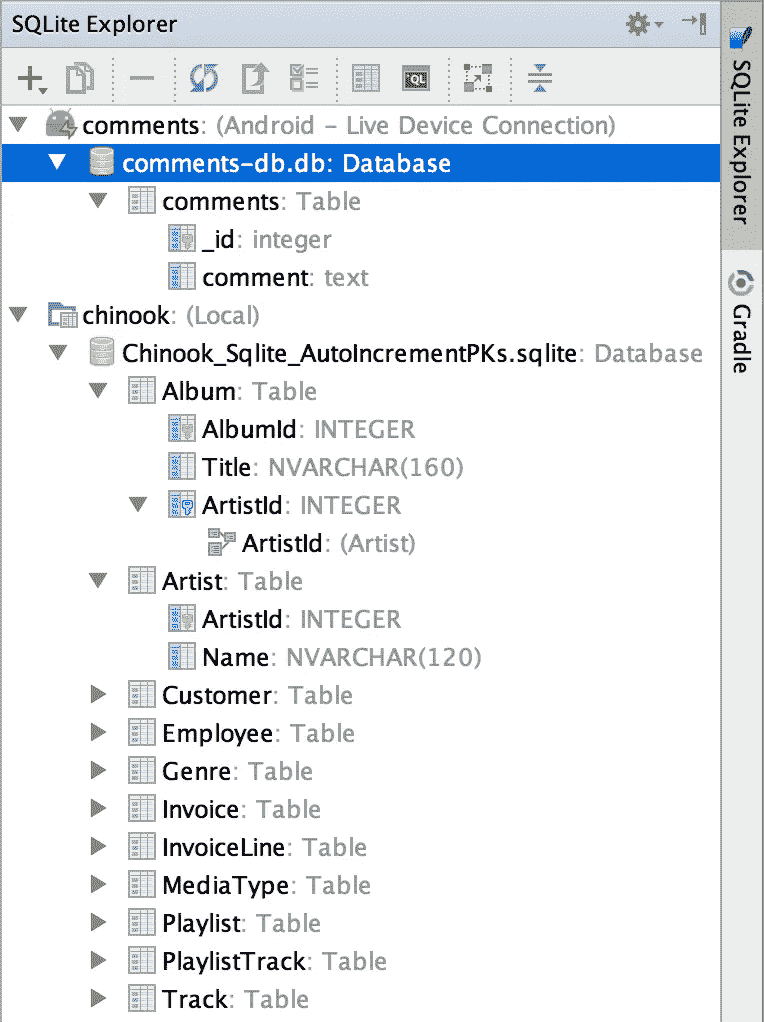 SQLite Explorer
QL
comments: (Android – Live Device Connection)
comments-db.db: Database
comments: Table
_id: integer
comment: text
chinook: (Local)
Chinook_Sqlite_AutoIncrementPKs.sqlite: Database
Album: Table
AlbumId: INTEGER
Title: NVARCHAR(160)
ArtistId: INTEGER
ArtistId: (Artist)
Artist: Table
ArtistId: INTEGER
Name: NVARCHAR(120)
Customer: Table
Employee: Table
Genre: Table
Invoice: Table
InvoiceLine: Table
MediaType: Table
Playlist: Table
PlaylistTrack: Table
Track: Table
SQLite Explorer
Gradle